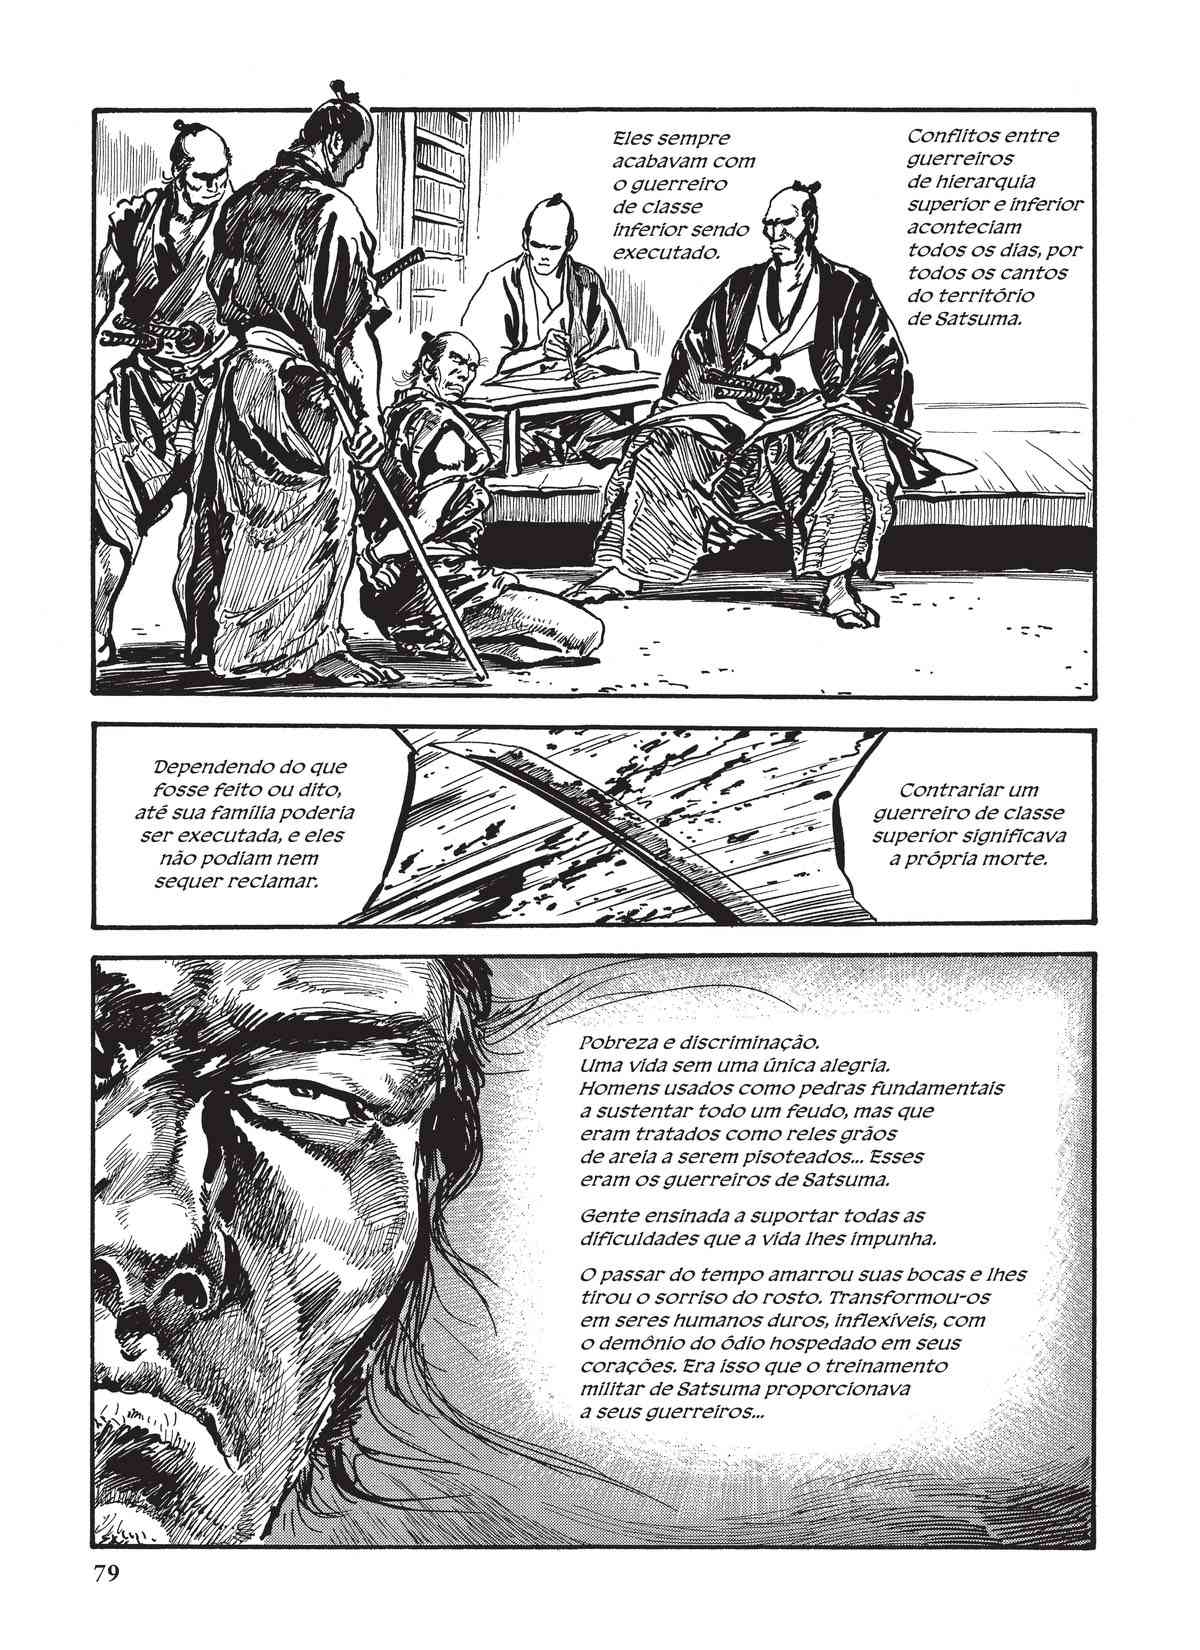 Conflitos entre
guerreiros
de hierarquia
superior e inferior
aconteciam
todos os dias, por
todos os cantos
do território
de Satsuma.
Eles sempre
acabavam com
o guerreiro
de classe
inferior sendo
executado.
Contrariar um
guerreiro de classe
superior significava
a própria morte.
Dependendo do que
fosse feito ou dito,
até sua família poderia
ser executada, e eles
não podiam nem
sequer reclamar.
Pobreza e discriminação.
Uma vida sem uma única alegria.
Homens usados como pedras fundamentais
a sustentar todo um feudo, mas que
eram tratados como reles grãos
de areia a serem pisoteados... Esses
eram os guerreiros de Satsuma.
Gente ensinada a suportar todas as
dificuldades que a vida lhes impunha.
O passar do tempo amarrou suas bocas e lhes
tirou o sorriso do rosto. Transformou-os
em seres humanos duros, inflexíveis, com
o demônio do ódio hospedado em seus
corações. Era isso que o treinamento
militar de Satsuma proporcionava
a seus guerreiros...
79